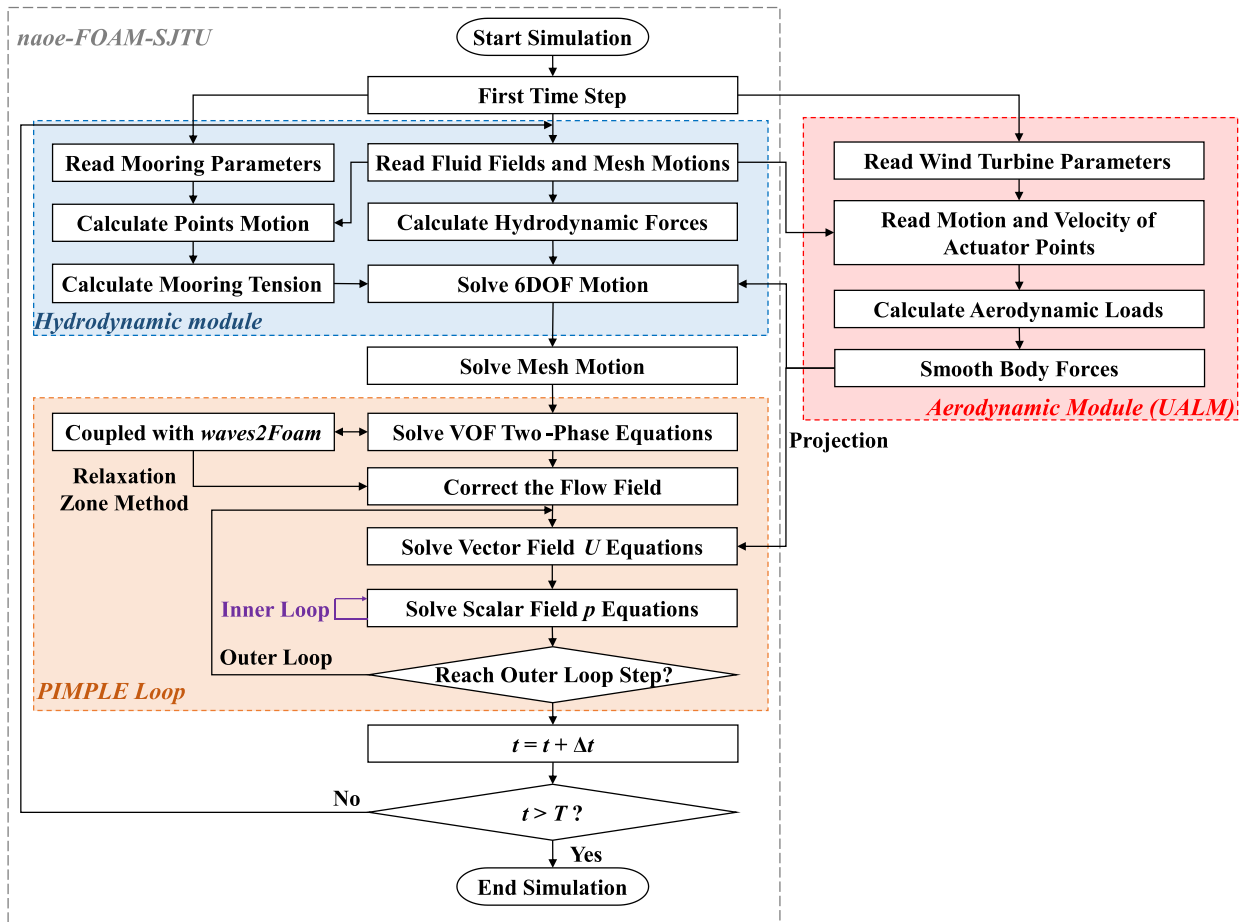 naoe-FOAM-SJTU
Start Simulation
First Time Step
Read Mooring Parameters
Read Fluid Fields and Mesh Motions
Read Wind Turbine Parameters
Calculate Points Motion
Calculate Hydrodynamic Forces
Read Motion and Velocity of
Actuator Points
Calculate Mooring Tension
Solve 6DOF Motion
Calculate Aerodynamic Loads
Hydrodynamic module
Solve Mesh Motion
Smooth Body Forces
Aerodynamic Module (UALM)
Coupled with waves2Foam
Solve VOF Two-Phase Equations
Projection
Relaxation
Zone Method
Correct the Flow Field
Solve Vector Field U Equations
Inner Loop
Solve Scalar Field p Equations
Outer Loop
Reach Outer Loop Step?
PIMPLE Loop
t = t + Δt
No
t > T ?
Yes
End Simulation